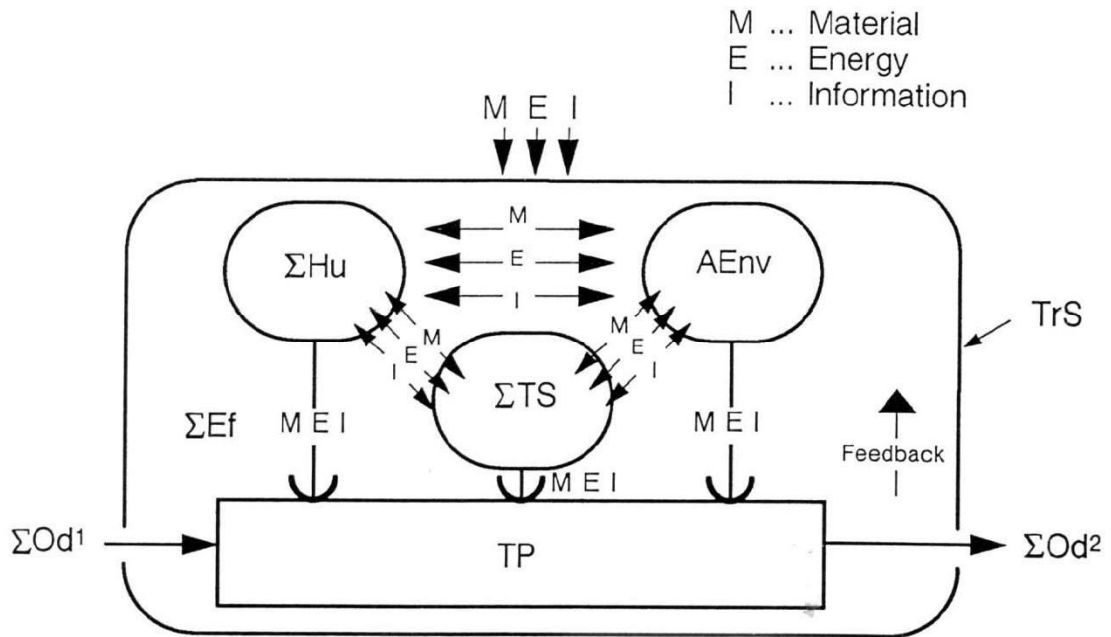 M ... Material
E ... Energy
I ... Information
M E I
M
E
I
ΣHu
AEnv
TrS
M
E
I
M
E
I
ΣTS
ΣEf
M E I
M E I
Feedback
M E I
ΣOd¹
TP
ΣOd²